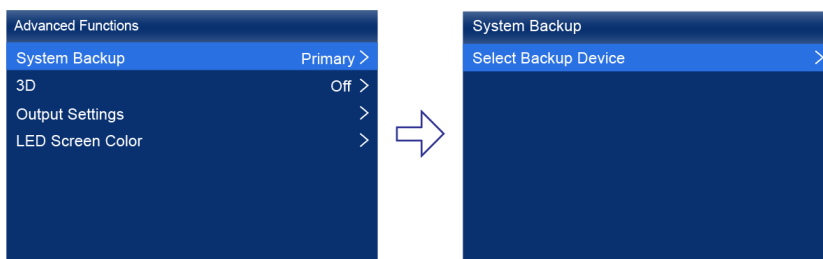 Advanced Functions
System Backup Primary >
3D Off >
Output Settings >
LED Screen Color >
System Backup
Select Backup Device >